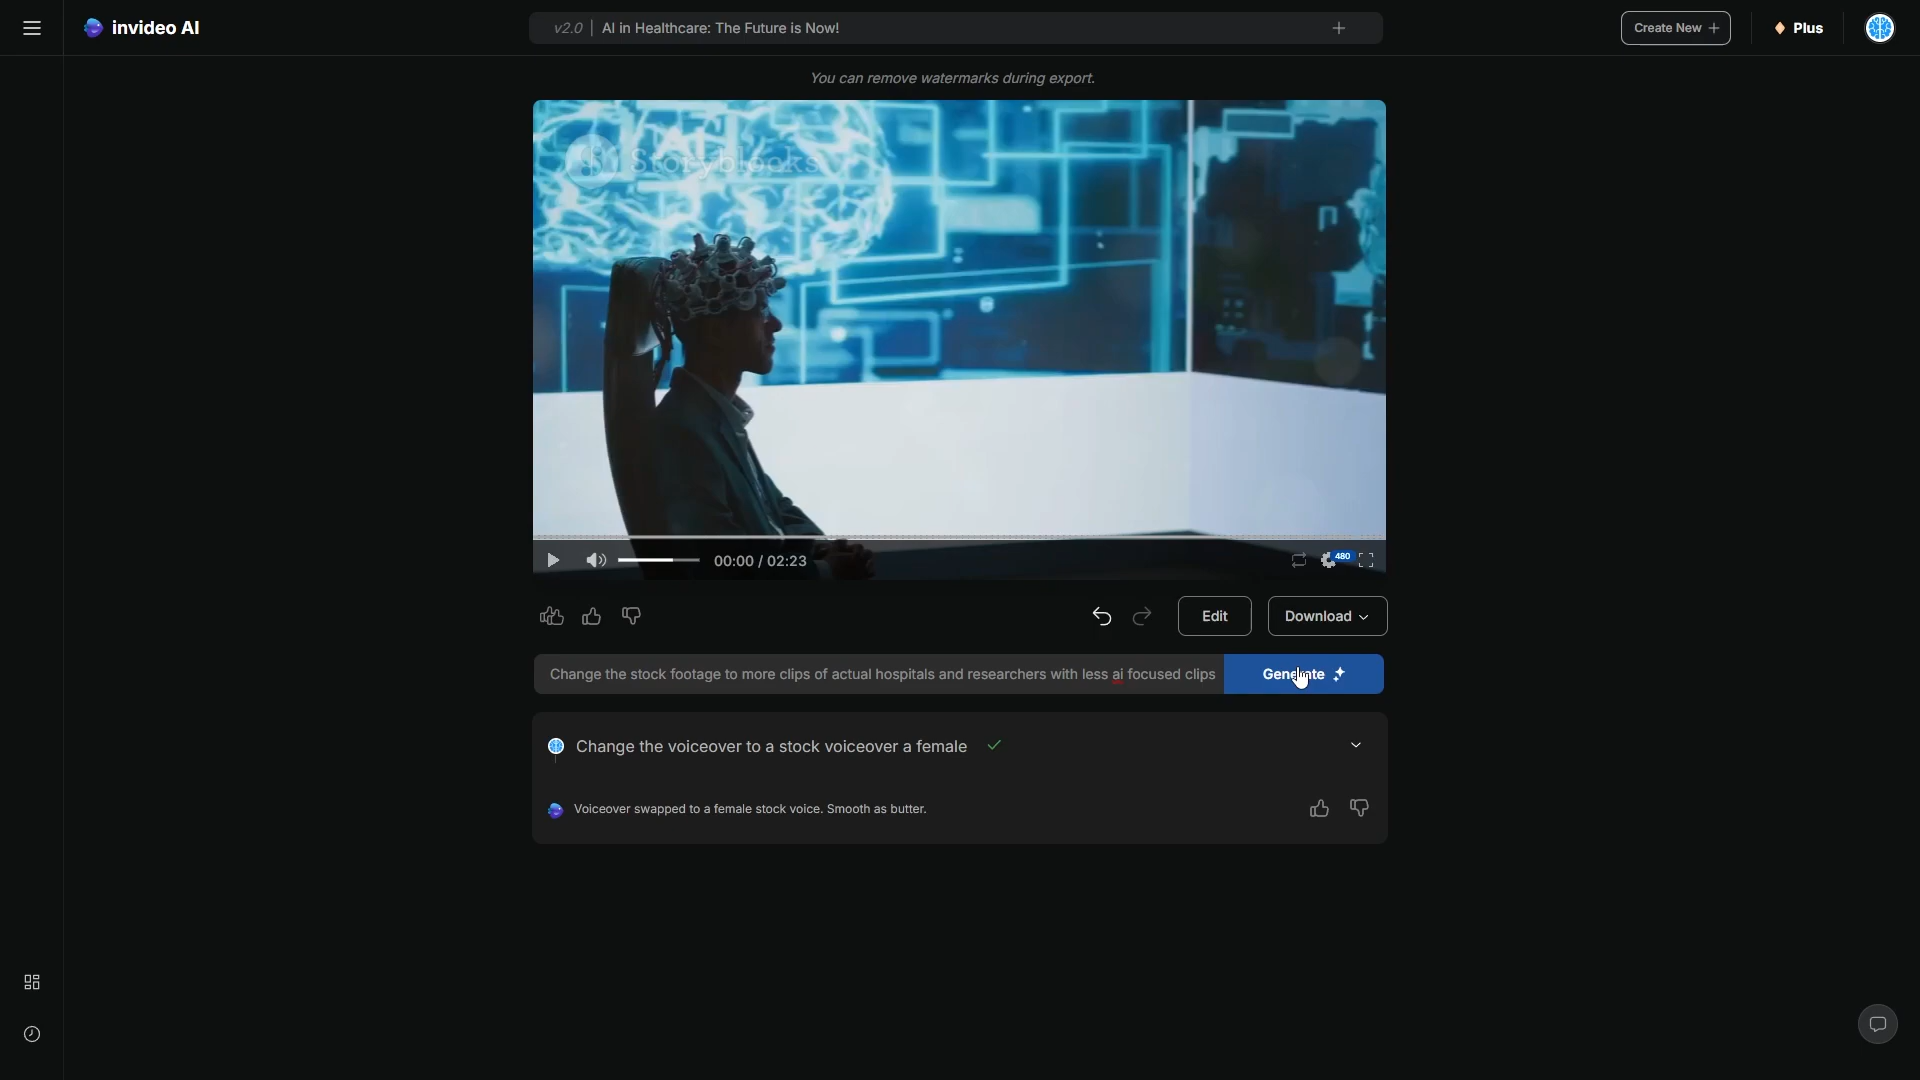 invideo AI
v2.0 | AI in Healthcare: The Future is Now!
Create New
Plus
You can remove watermarks during export.
AI
Storyblocks
00:00 / 02:23
480
Edit
Download
Change the stock footage to more clips of actual hospitals and researchers with less ai focused clips
Generate
Change the voiceover to a stock voiceover a female
Voiceover swapped to a female stock voice. Smooth as butter.